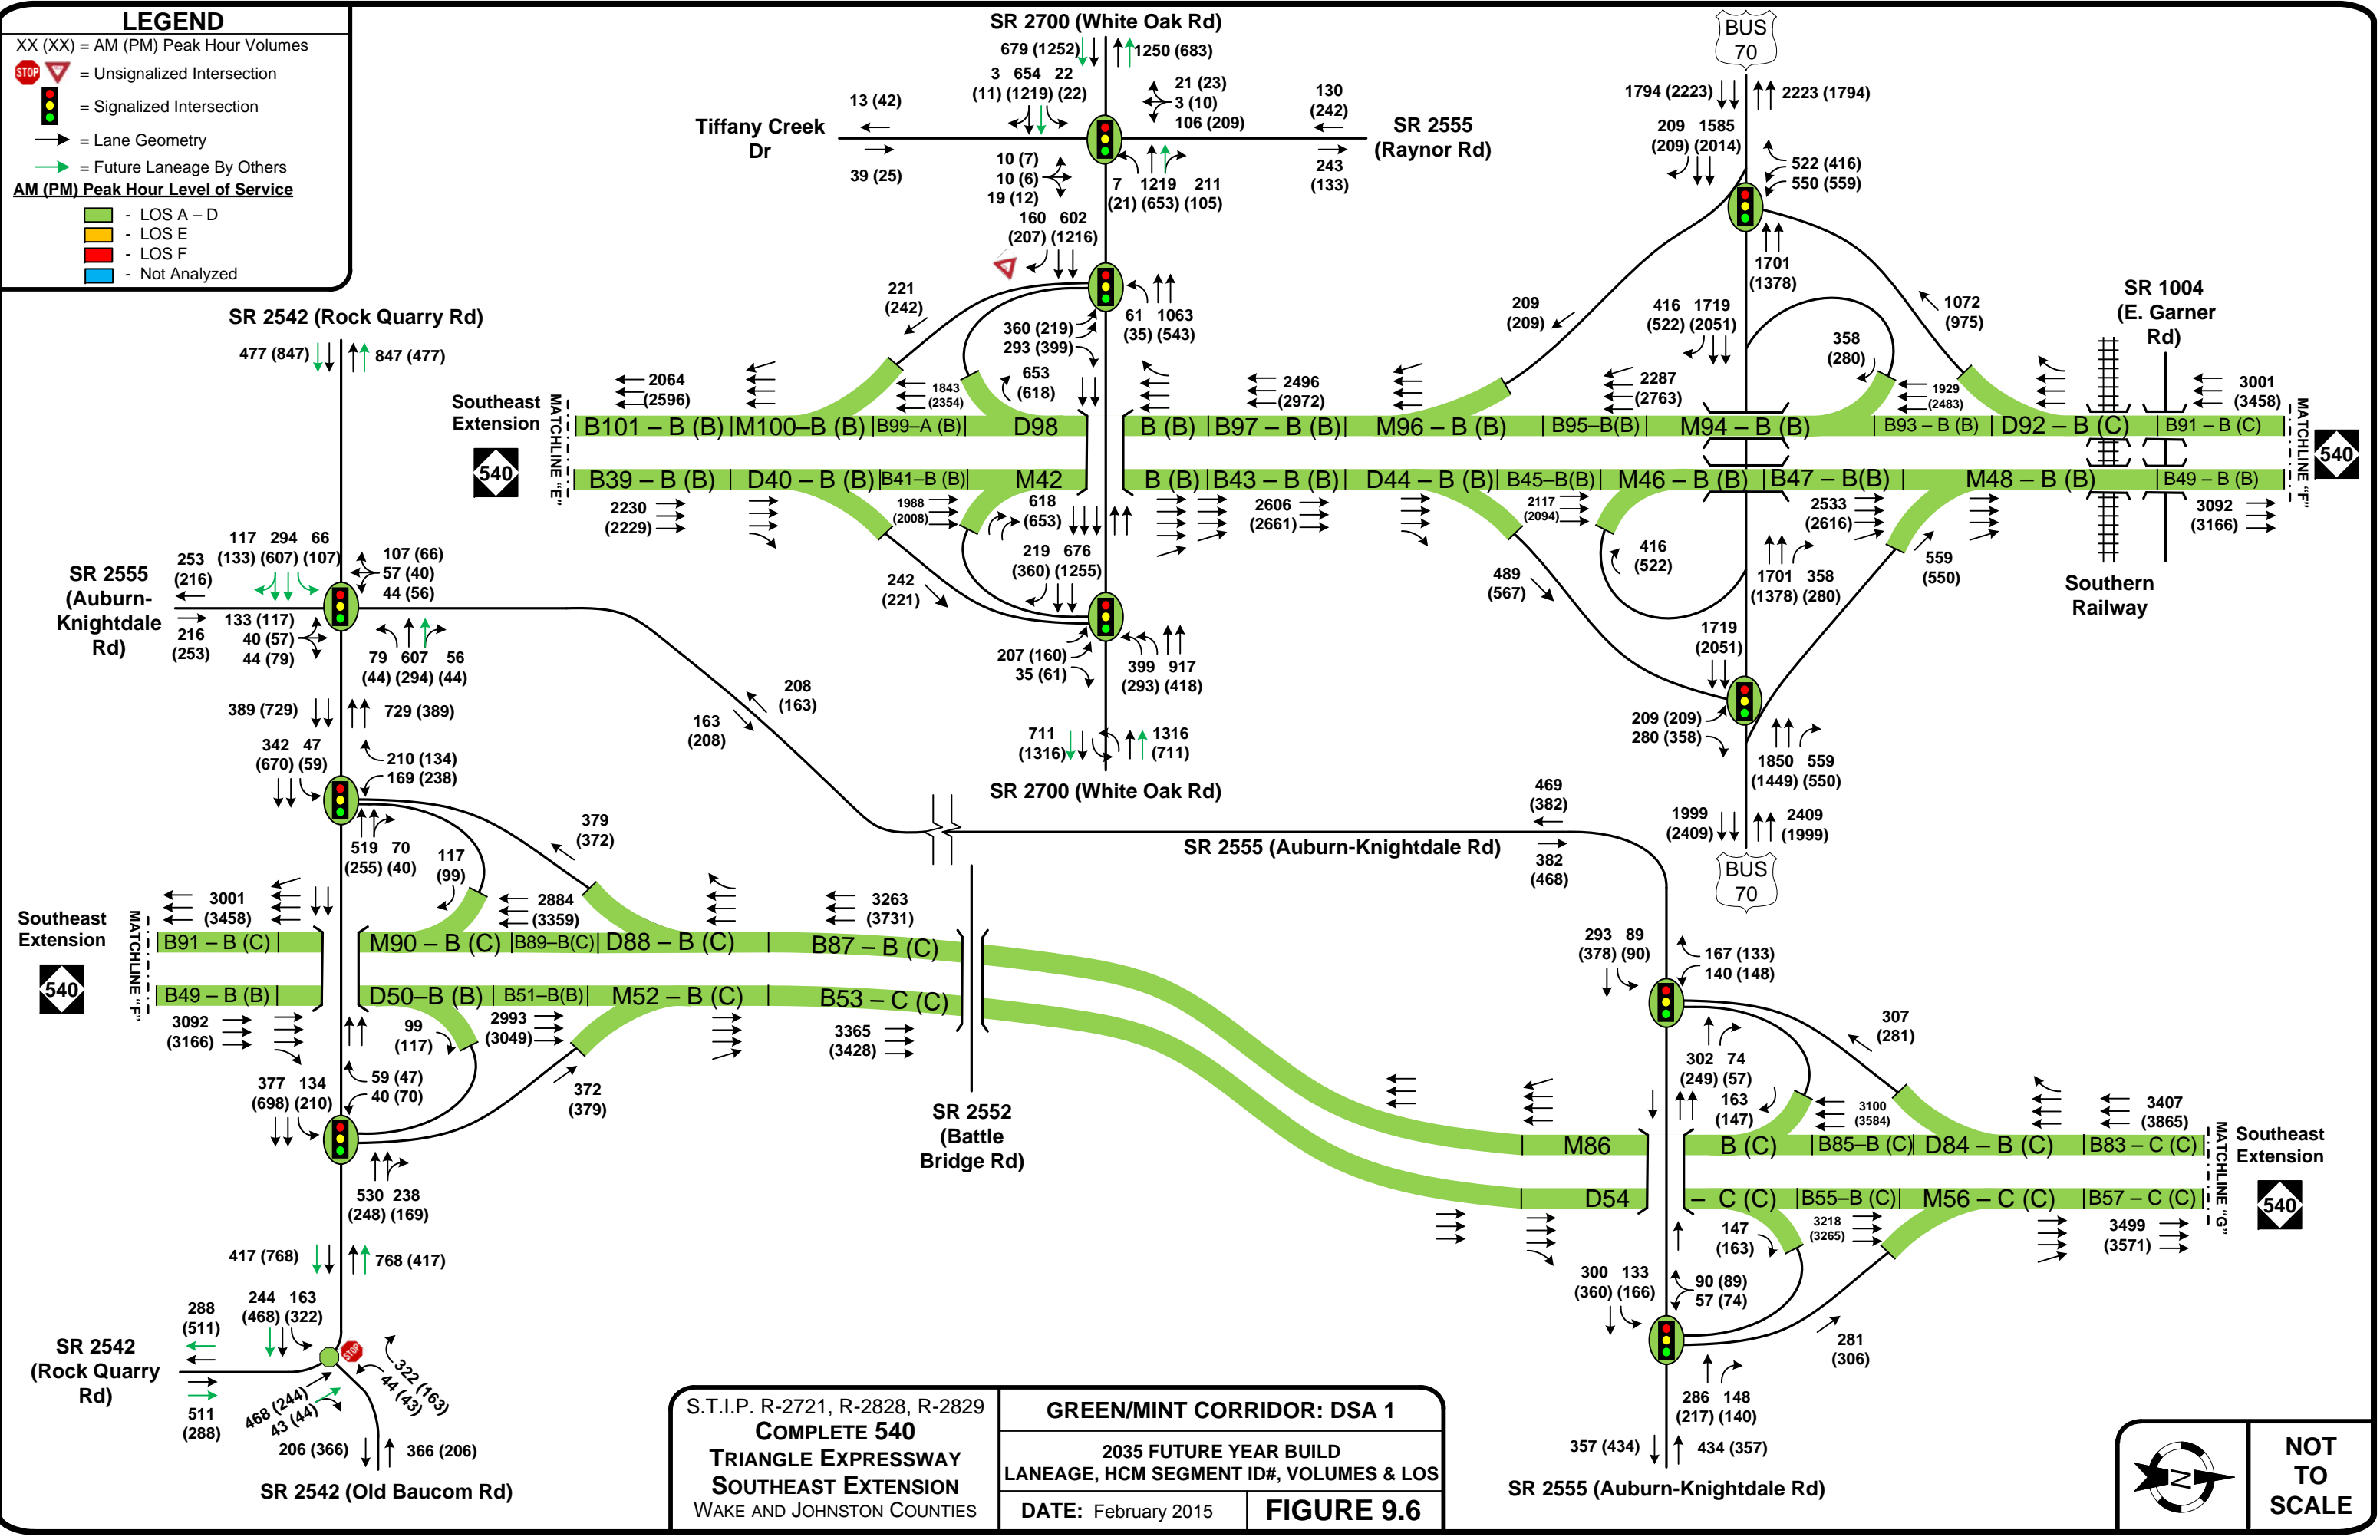 LEGEND
XX (XX) = AM (PM) Peak Hour Volumes
STOP = Unsignalized Intersection
= Signalized Intersection
= Lane Geometry
= Future Laneage By Others
AM (PM) Peak Hour Level of Service
- LOS A – D
- LOS E
- LOS F
- Not Analyzed
SR 2700 (White Oak Rd)
679 (1252)
1250 (683)
3 654 22
(11) (1219) (22)
21 (23)
3 (10)
106 (209)
13 (42)
130
(242)
Tiffany Creek
Dr
SR 2555
(Raynor Rd)
39 (25)
10 (7)
10 (6)
19 (12)
7 1219 211
(21) (653) (105)
243
(133)
160 602
(207) (1216)
221
(242)
61 1063
(35) (543)
360 (219)
293 (399)
653
(618)
BUS
70
1794 (2223)
2223 (1794)
209 1585
(209) (2014)
522 (416)
550 (559)
1701
(1378)
209
(209)
416 1719
(522) (2051)
358
(280)
1072
(975)
SR 1004
(E. Garner
Rd)
2064
(2596)
1843
(2354)
2496
(2972)
2287
(2763)
1929
(2483)
3001
(3458)
Southeast
Extension
540
MATCHLINE "E"
B101 – B (B)
M100–B (B)
B99–A (B)
D98
B (B)
B97 – B (B)
M96 – B (B)
B95–B(B)
M94 – B (B)
B93 – B (B)
D92 – B (C)
B91 – B (C)
MATCHLINE "F"
540
B39 – B (B)
D40 – B (B)
B41–B (B)
M42
B (B)
B43 – B (B)
D44 – B (B)
B45–B(B)
M46 – B (B)
B47 – B(B)
M48 – B (B)
B49 – B (B)
2230
(2229)
1988
(2008)
618
(653)
2606
(2661)
2117
(2094)
2533
(2616)
3092
(3166)
219 676
(360) (1255)
242
(221)
489
(567)
416
(522)
1701 358
(1378) (280)
559
(550)
Southern
Railway
207 (160)
35 (61)
399 917
(293) (418)
1719
(2051)
209 (209)
280 (358)
1850 559
(1449) (550)
711
(1316)
1316
(711)
SR 2700 (White Oak Rd)
1999
(2409)
2409
(1999)
BUS
70
SR 2542 (Rock Quarry Rd)
477 (847)
847 (477)
117 294 66
(133) (607) (107)
107 (66)
57 (40)
44 (56)
253
(216)
SR 2555
(Auburn-
Knightdale
Rd)
216
(253)
133 (117)
40 (57)
44 (79)
79 607 56
(44) (294) (44)
208
(163)
163
(208)
389 (729)
729 (389)
342 47
(670) (59)
210 (134)
169 (238)
519 70
(255) (40)
379
(372)
117
(99)
469
(382)
SR 2555 (Auburn-Knightdale Rd)
382
(468)
3001
(3458)
2884
(3359)
3263
(3731)
Southeast
Extension
540
MATCHLINE "F"
B91 – B (C)
M90 – B (C)
B89–B(C)
D88 – B (C)
B87 – B (C)
B49 – B (B)
D50–B (B)
B51–B(B)
M52 – B (C)
B53 – C (C)
3092
(3166)
99
(117)
2993
(3049)
3365
(3428)
377 134
(698) (210)
59 (47)
40 (70)
372
(379)
SR 2552
(Battle
Bridge Rd)
530 238
(248) (169)
417 (768)
768 (417)
293 89
(378) (90)
167 (133)
140 (148)
302 74
(249) (57)
307
(281)
163
(147)
3100
(3584)
3407
(3865)
M86
B (C)
B85–B (C)
D84 – B (C)
B83 – C (C)
D54
– C (C)
B55–B (C)
M56 – C (C)
B57 – C (C)
MATCHLINE "G"
Southeast
Extension
540
147
(163)
3218
(3265)
3499
(3571)
300 133
(360) (166)
90 (89)
57 (74)
281
(306)
286 148
(217) (140)
357 (434)
434 (357)
SR 2555 (Auburn-Knightdale Rd)
288
(511)
244 163
(468) (322)
SR 2542
(Rock Quarry
Rd)
STOP
322 (163)
44 (43)
468 (244)
43 (44)
511
(288)
206 (366)
366 (206)
SR 2542 (Old Baucom Rd)
S.T.I.P. R-2721, R-2828, R-2829
COMPLETE 540
TRIANGLE EXPRESSWAY
SOUTHEAST EXTENSION
WAKE AND JOHNSTON COUNTIES
GREEN/MINT CORRIDOR: DSA 1
2035 FUTURE YEAR BUILD
LANEAGE, HCM SEGMENT ID#, VOLUMES & LOS
DATE: February 2015
FIGURE 9.6
N
NOT
TO
SCALE